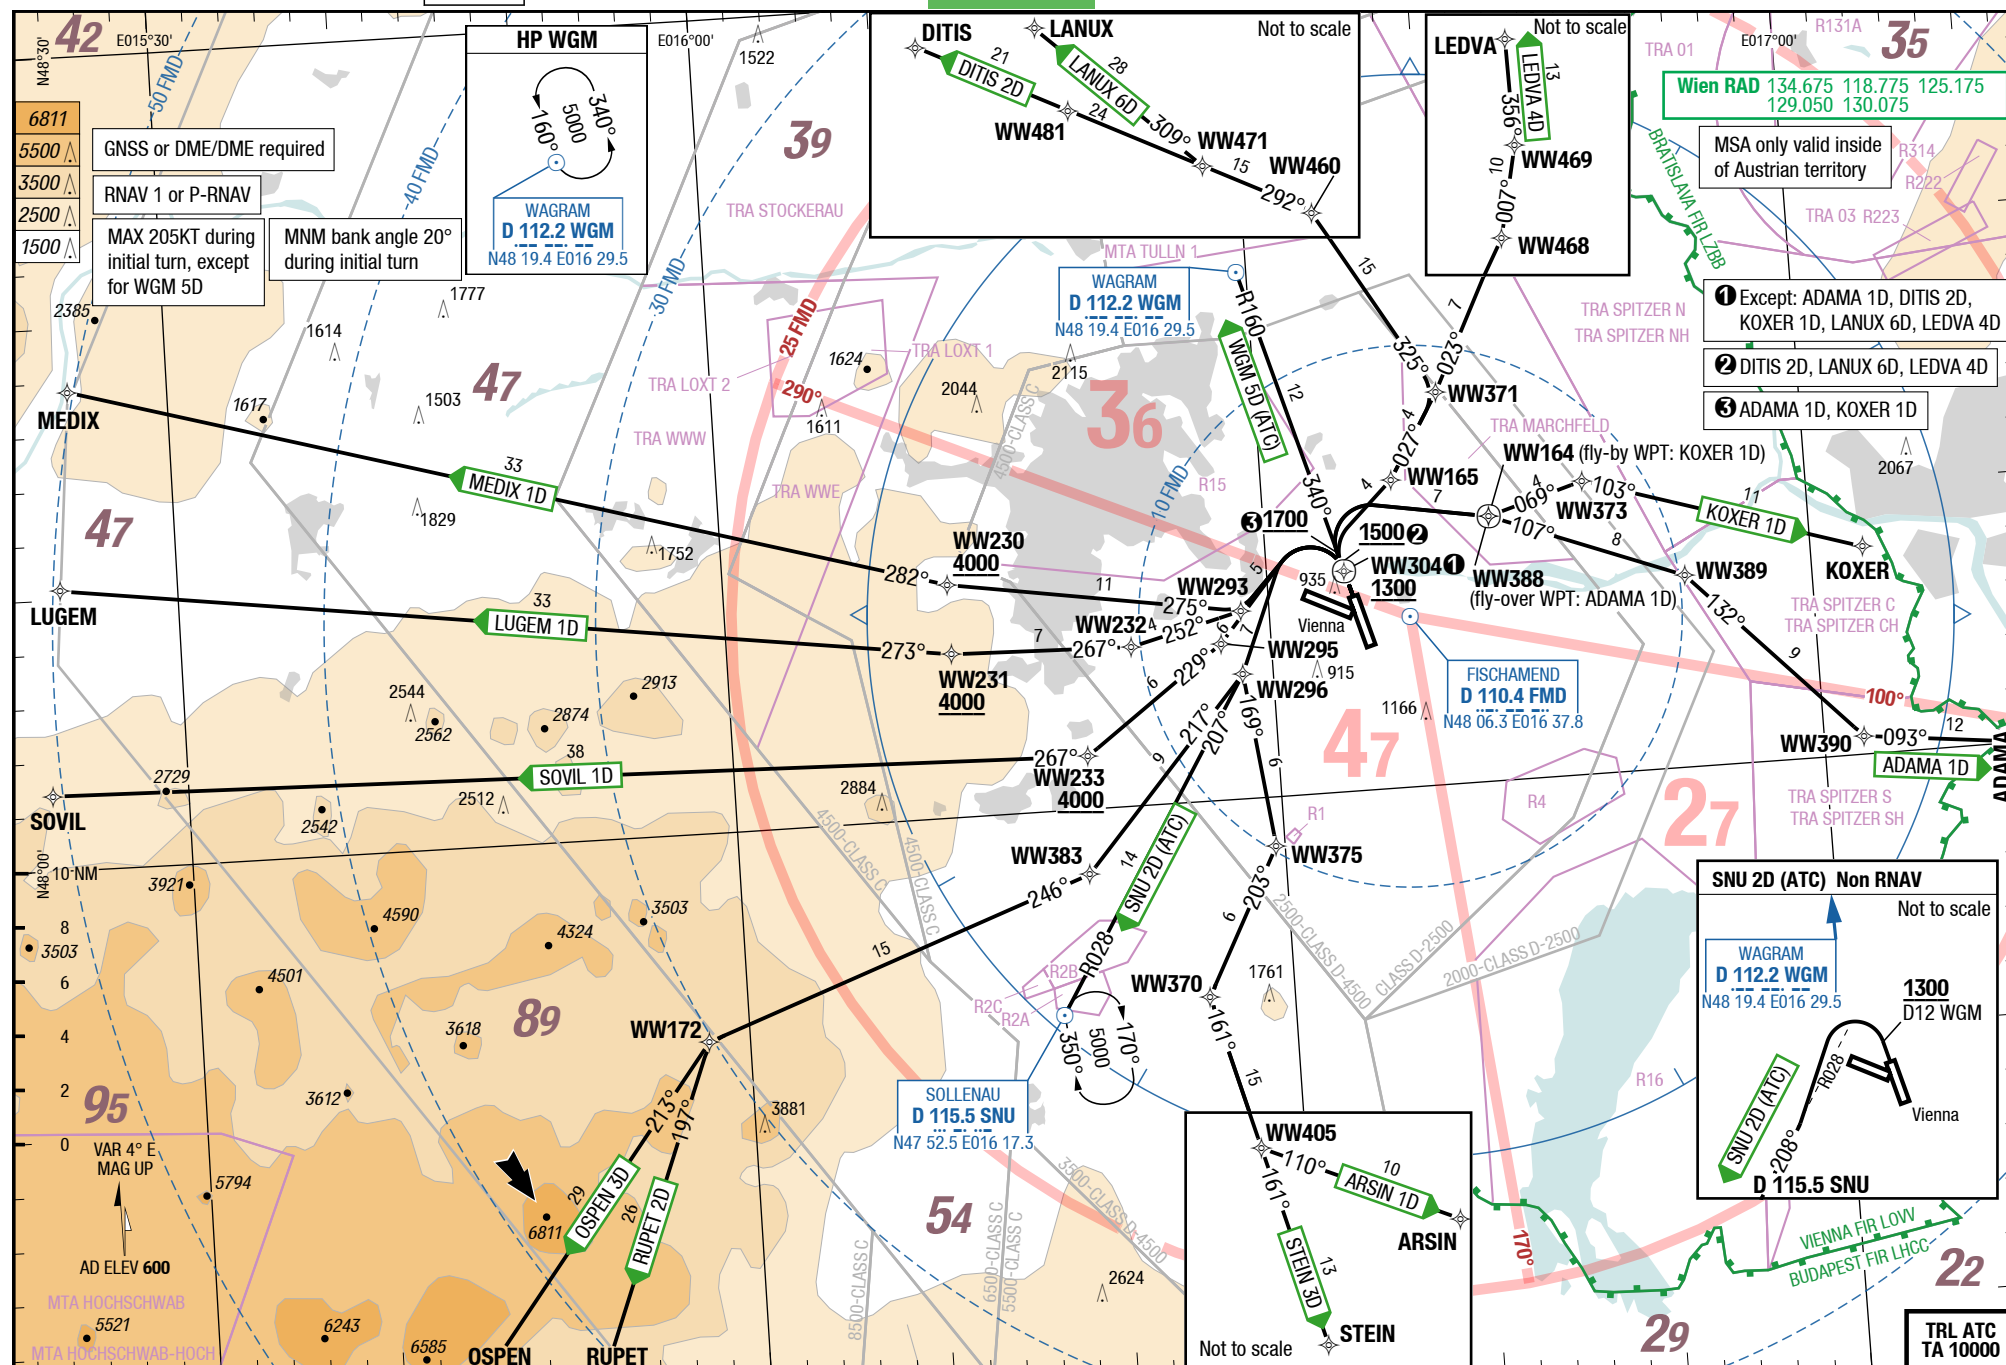 42
E015°30'
N48°30'
50 FMD
6811
5500
3500
2500
1500
GNSS or DME/DME required
RNAV 1 or P-RNAV
MAX 205KT during
initial turn, except
for WGM 5D
MNM bank angle 20°
during initial turn
40 FMD
30 FMD
HP WGM
340°
5000
160°
WAGRAM
D 112.2 WGM
N48 19.4 E016 29.5
E016°00'
1522
39
TRA STOCKERAU
DITIS
LANUX
Not to scale
21
DITIS 2D
28
LANUX 6D
24
309°
WW481
WW471
15
WW460
292°
LEDVA
Not to scale
13
LEDVA 4D
356°
WW469
10
007°
WW468
TRA 01
E017°00'
R131A
35
Wien RAD 134.675 118.775 125.175
129.050 130.075
MSA only valid inside
of Austrian territory
R314
R222
TRA 03
R223
BRATISLAVA FIR LZBB
❶ Except: ADAMA 1D, DITIS 2D,
KOXER 1D, LANUX 6D, LEDVA 4D
❷ DITIS 2D, LANUX 6D, LEDVA 4D
❸ ADAMA 1D, KOXER 1D
TRA SPITZER N
TRA SPITZER NH
MTA TULLN 1
WAGRAM
D 112.2 WGM
N48 19.4 E016 29.5
R160
WGM 5D (ATC)
12
340°
15
325°
7
023°
WW371
4
027°
WW165
4
TRA MARCHFELD
2385
1777
1614
1503
47
1617
MEDIX
33
MEDIX 1D
1829
1752
25 FMD
290°
TRA LOXT 1
TRA LOXT 2
1624
1611
2044
2115
36
4500-CLASS C
TRA WWW
TRA WWE
R15
10 FMD
WW164 (fly-by WPT: KOXER 1D)
7
4
069°
103°
WW373
107°
11
KOXER 1D
8
2067
KOXER
❸1700
1500❷
WW304❶
1300
WW388
(fly-over WPT: ADAMA 1D)
WW389
935
Vienna
47
WW230
4000
282°
11
275°
WW293
5
LUGEM
33
LUGEM 1D
273°
WW231
4000
7
267°
WW232
4
252°
6
7
WW295
229°
6
WW296
915
FISCHAMEND
D 110.4 FMD
N48 06.3 E016 37.8
1166
47
132°
9
TRA SPITZER C
TRA SPITZER CH
100°
WW390
093°
12
ADAMA 1D
ADAMA
TRA SPITZER S
TRA SPITZER SH
2544
2562
2913
2874
SOVIL
2729
38
SOVIL 1D
2512
2542
2884
267°
WW233
4000
217°
207°
9
169°
6
R1
R4
27
WW375
N48°00'
10 NM
8
6
4
2
0
3921
3503
4590
4324
3503
4501
3618
89
3612
95
4500-CLASS C
4500-CLASS C
WW383
246°
15
14
SNU 2D (ATC)
R028
203°
6
2500-CLASS D-4500
CLASS D-2500
2000-CLASS D-2500
R2B
R2C
R2A
350°
5000
170°
WW370
1761
161°
15
WW172
SOLLENAU
D 115.5 SNU
N47 52.5 E016 17.3
3881
R16
SNU 2D (ATC) Non RNAV
Not to scale
WAGRAM
D 112.2 WGM
N48 19.4 E016 29.5
1300
D12 WGM
R028
SNU 2D (ATC)
208°
Vienna
D 115.5 SNU
VAR 4° E
MAG UP
5794
AD ELEV 600
213°
197°
29
OSPEN 3D
26
RUPET 2D
6811
54
3500-CLASS D-4500
8500-CLASS C
6500-CLASS C
5500-CLASS C
2624
WW405
110°
10
ARSIN 1D
ARSIN
161°
STEIN 3D
13
Not to scale
STEIN
170°
VIENNA FIR LOVV
BUDAPEST FIR LHCC
22
MTA HOCHSCHWAB
5521
MTA HOCHSCHWAB-HOCH
6243
6585
OSPEN
RUPET
29
TRL ATC
TA 10000